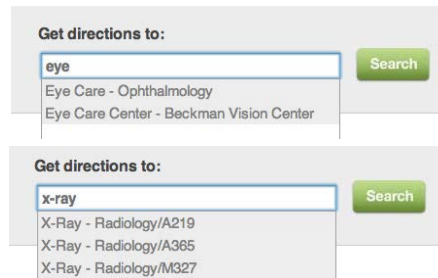 Get directions to:
eye
Search
Eye Care - Ophthalmology
Eye Care Center - Beckman Vision Center
Get directions to:
x-ray
Search
X-Ray - Radiology/A219
X-Ray - Radiology/A365
X-Ray - Radiology/M327